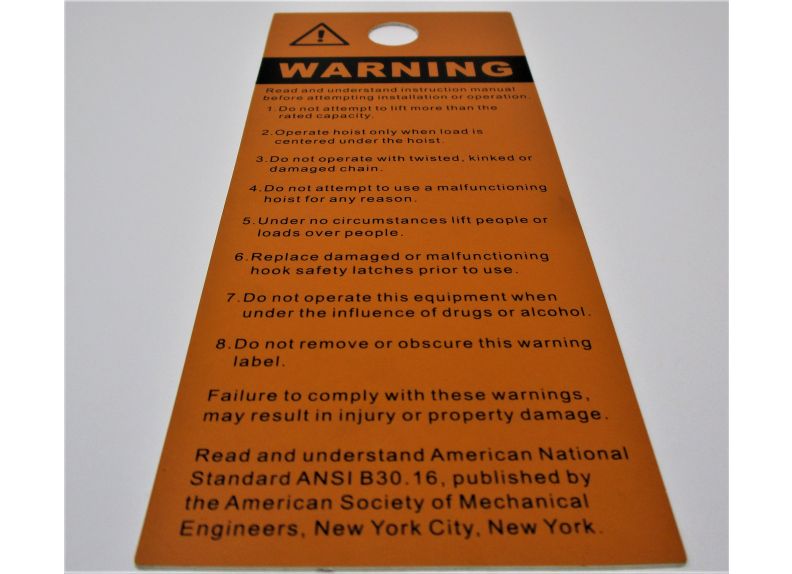 WARNING
Read and understand instruction manual
before attempting installation or operation.
1.Do not attempt to lift more than the
rated capacity.
2.Operate hoist only when load is
centered under the hoist.
3.Do not operate with twisted, kinked or
damaged chain.
4.Do not attempt to use a malfunctioning
hoist for any reason.
5.Under no circumstances lift people or
loads over people.
6.Replace damaged or malfunctioning
hook safety latches prior to use.
7.Do not operate this equipment when
under the influence of drugs or alcohol.
8.Do not remove or obscure this warning
label.
Failure to comply with these warnings,
may result in injury or property damage.
Read and understand American National
Standard ANSI B30.16, published by
the American Society of Mechanical
Engineers, New York City, New York.